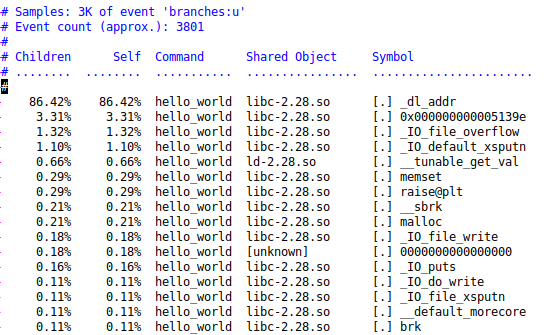 # Samples: 3K of event 'branches:u'
# Event count (approx.): 3801
#
# Children      Self  Command      Shared Object     Symbol
# ........  ........  ...........  ................  .......................
#
    86.42%    86.42%  hello_world  libc-2.28.so      [.] _dl_addr
     3.31%     3.31%  hello_world  libc-2.28.so      [.] 0x000000000005139e
     1.32%     1.32%  hello_world  libc-2.28.so      [.] _IO_file_overflow
     1.10%     1.10%  hello_world  libc-2.28.so      [.] _IO_default_xsputn
     0.66%     0.66%  hello_world  ld-2.28.so        [.] __tunable_get_val
     0.29%     0.29%  hello_world  libc-2.28.so      [.] memset
     0.29%     0.29%  hello_world  libc-2.28.so      [.] raise@plt
     0.21%     0.21%  hello_world  libc-2.28.so      [.] __sbrk
     0.21%     0.21%  hello_world  libc-2.28.so      [.] malloc
     0.18%     0.18%  hello_world  libc-2.28.so      [.] _IO_file_write
     0.18%     0.18%  hello_world  [unknown]         [.] 0000000000000000
     0.16%     0.16%  hello_world  libc-2.28.so      [.] _IO_puts
     0.11%     0.11%  hello_world  libc-2.28.so      [.] _IO_do_write
     0.11%     0.11%  hello_world  libc-2.28.so      [.] _IO_file_xsputn
     0.11%     0.11%  hello_world  libc-2.28.so      [.] __default_morecore
     0.11%     0.11%  hello_world  libc-2.28.so      [.] brk